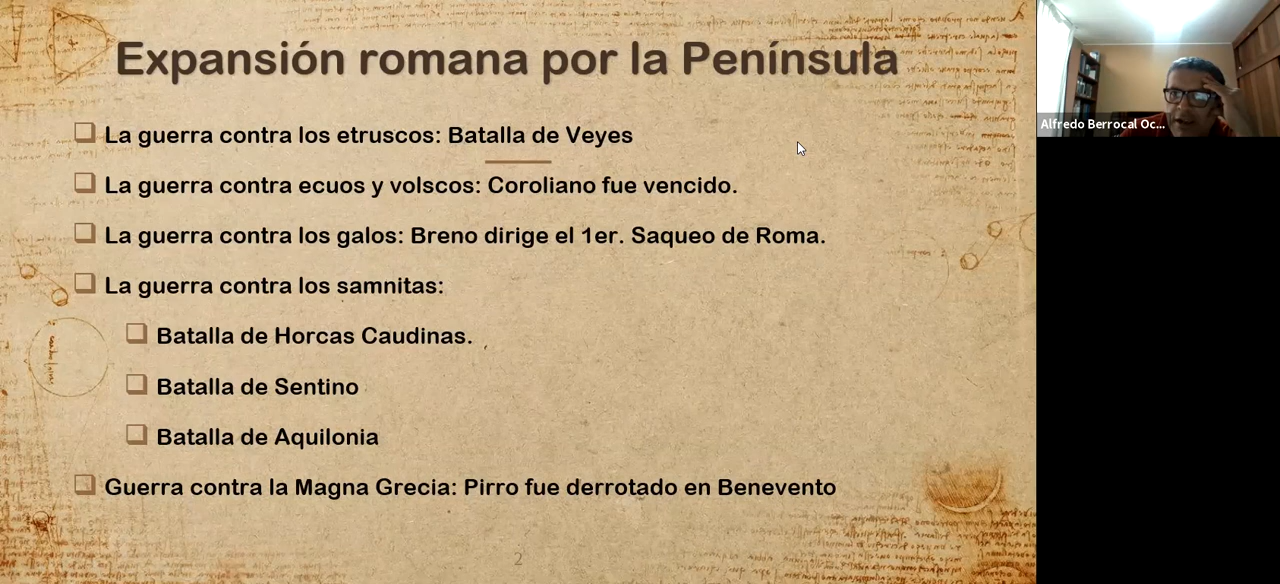 Expansión romana por la Península
Alfredo Berrocal Oc...
❑ La guerra contra los etruscos: Batalla de Veyes
❑ La guerra contra ecuos y volscos: Coroliano fue vencido.
❑ La guerra contra los galos: Breno dirige el 1er. Saqueo de Roma.
❑ La guerra contra los samnitas:
❑ Batalla de Horcas Caudinas.
❑ Batalla de Sentino
❑ Batalla de Aquilonia
❑ Guerra contra la Magna Grecia: Pirro fue derrotado en Benevento
2